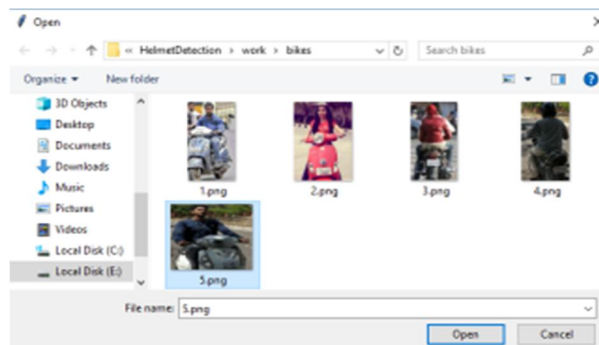 Open
« HelmetDetection › work › bikes
Search bikes
Organize
New folder
3D Objects
Desktop
Documents
Downloads
Music
Pictures
Videos
Local Disk (C:)
Local Disk (E:)
1.png
2.png
3.png
4.png
5.png
File name: 5.png
Open
Cancel